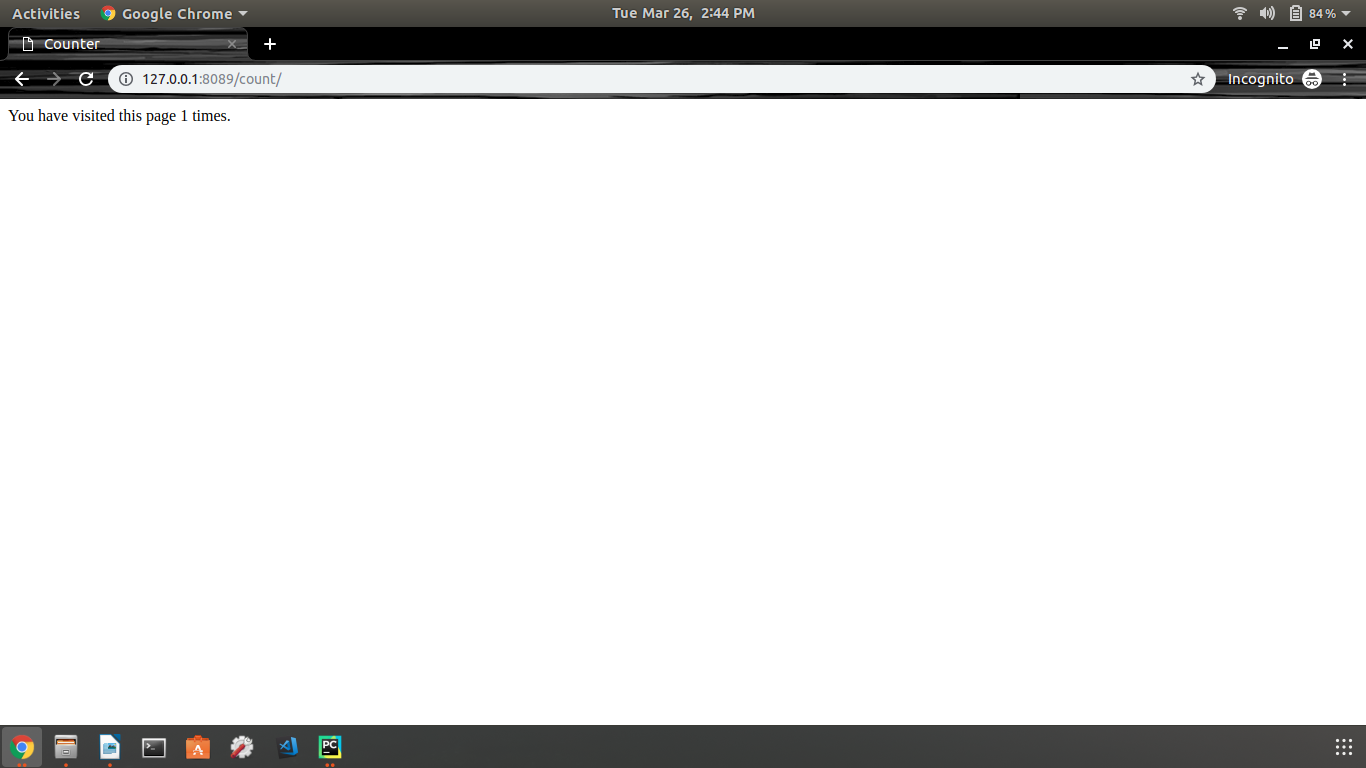 Activities Google Chrome Tue Mar 26, 2:44 PM 84%
Counter
127.0.0.1:8089/count/ Incognito
You have visited this page 1 times.
PC